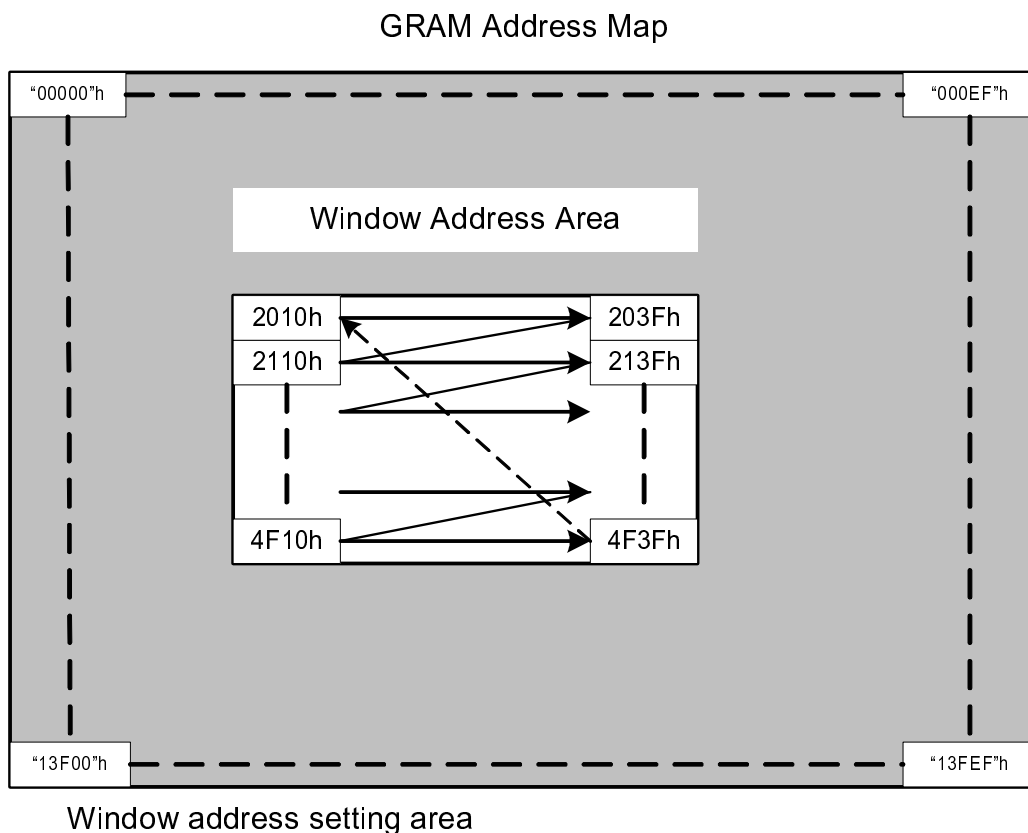 GRAM Address Map
“00000”h “000EF”h
Window Address Area
2010h 203Fh
2110h 213Fh
4F10h 4F3Fh
“13F00”h “13FEF”h
Window address setting area